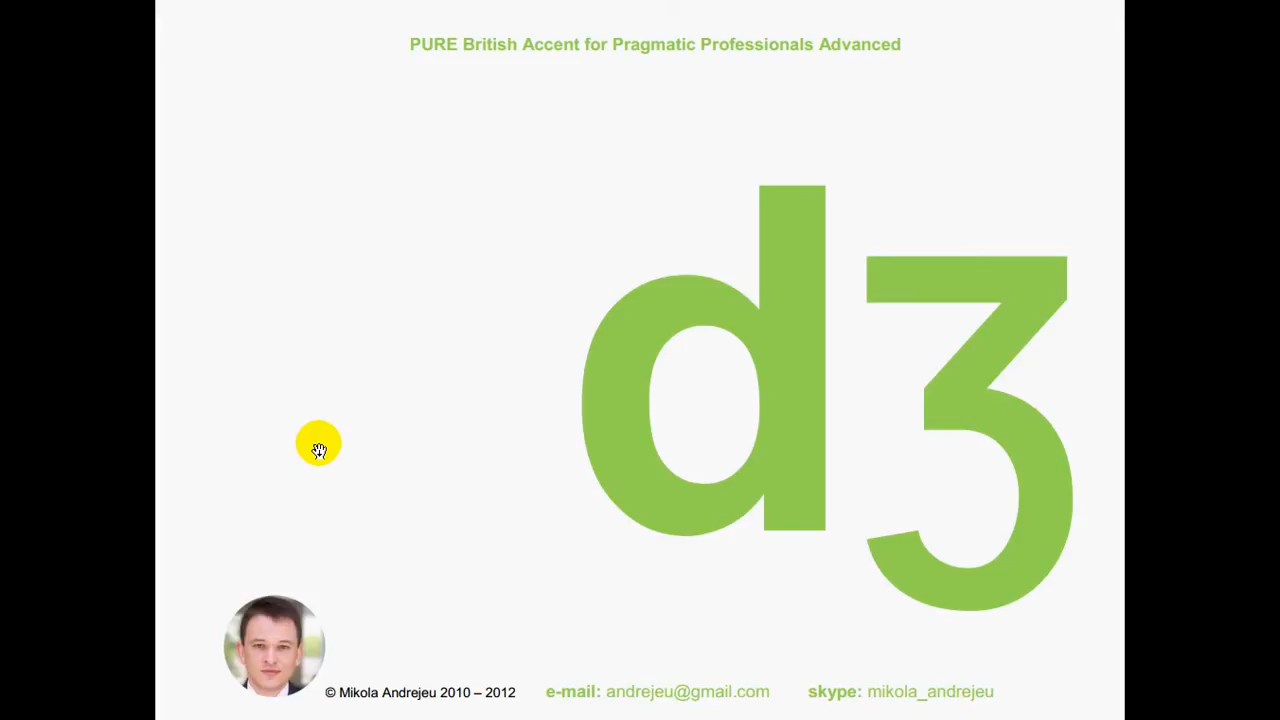 PURE British Accent for Pragmatic Professionals Advanced
dʒ
© Mikola Andrejeu 2010 – 2012 e-mail: andrejeu@gmail.com skype: mikola_andrejeu